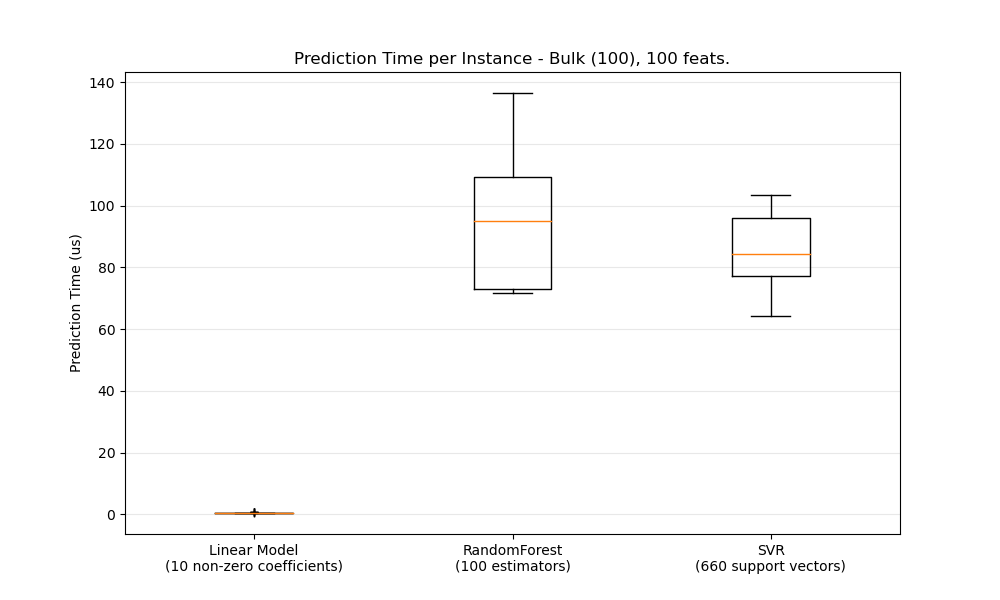 Prediction Time per Instance - Bulk (100), 100 feats.
140
120
100
80
60
40
20
0
Prediction Time (us)
Linear Model
(10 non-zero coefficients)
RandomForest
(100 estimators)
SVR
(660 support vectors)